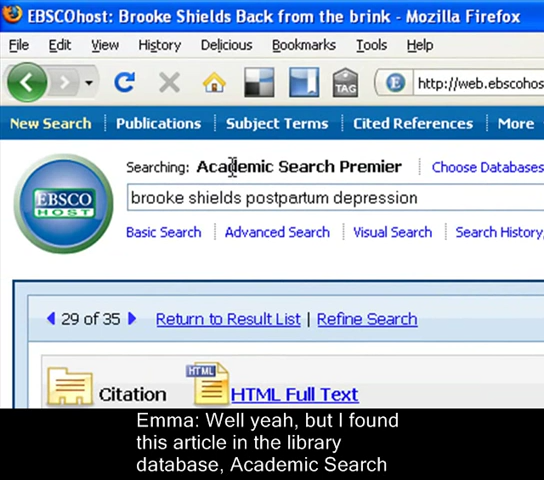 EBSCOhost: Brooke Shields Back from the brink - Mozilla Firefox
File Edit View History Delicious Bookmarks Tools Help
TAG E http://web.ebscohos
New Search Publications Subject Terms Cited References More
Searching: Academic Search Premier Choose Databases
EBSCO
HOST
brooke shields postpartum depression
Basic Search Advanced Search Visual Search Search History
29 of 35 Return to Result List | Refine Search
HTML
Citation HTML Full Text
Emma: Well yeah, but I found
this article in the library
database, Academic Search